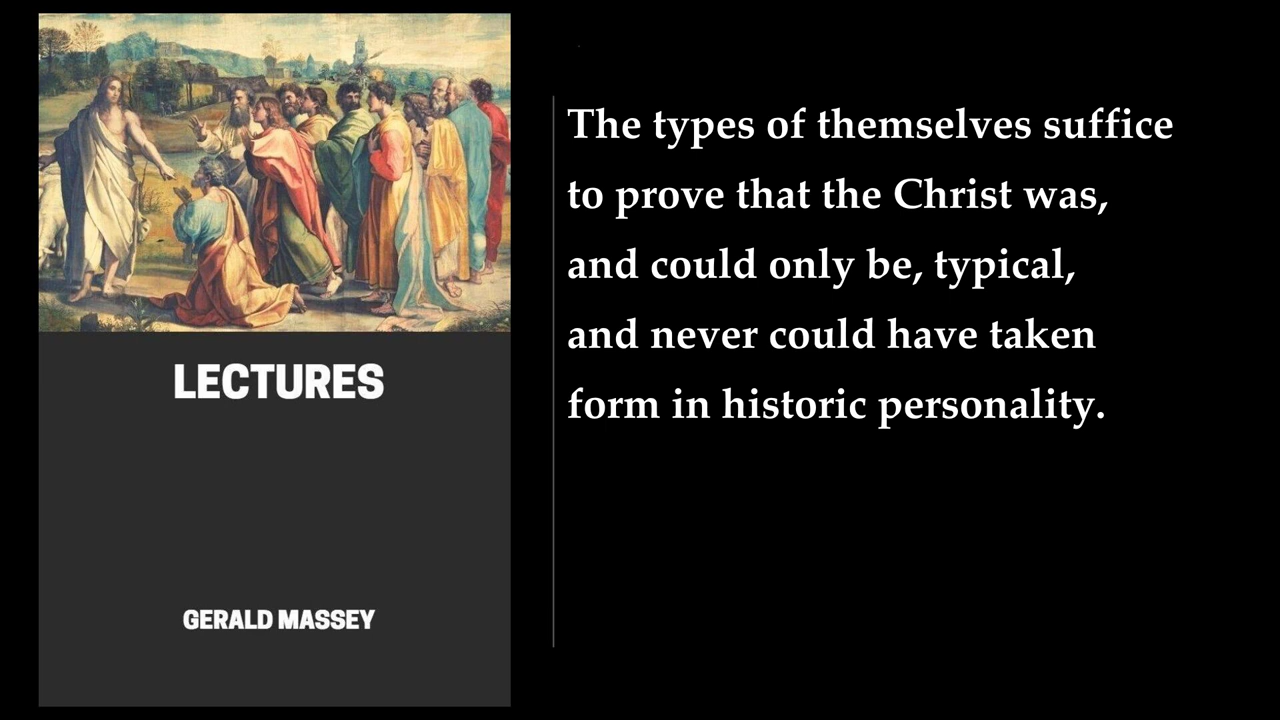 LECTURES
GERALD MASSEY
The types of themselves suffice
to prove that the Christ was,
and could only be, typical,
and never could have taken
form in historic personality.